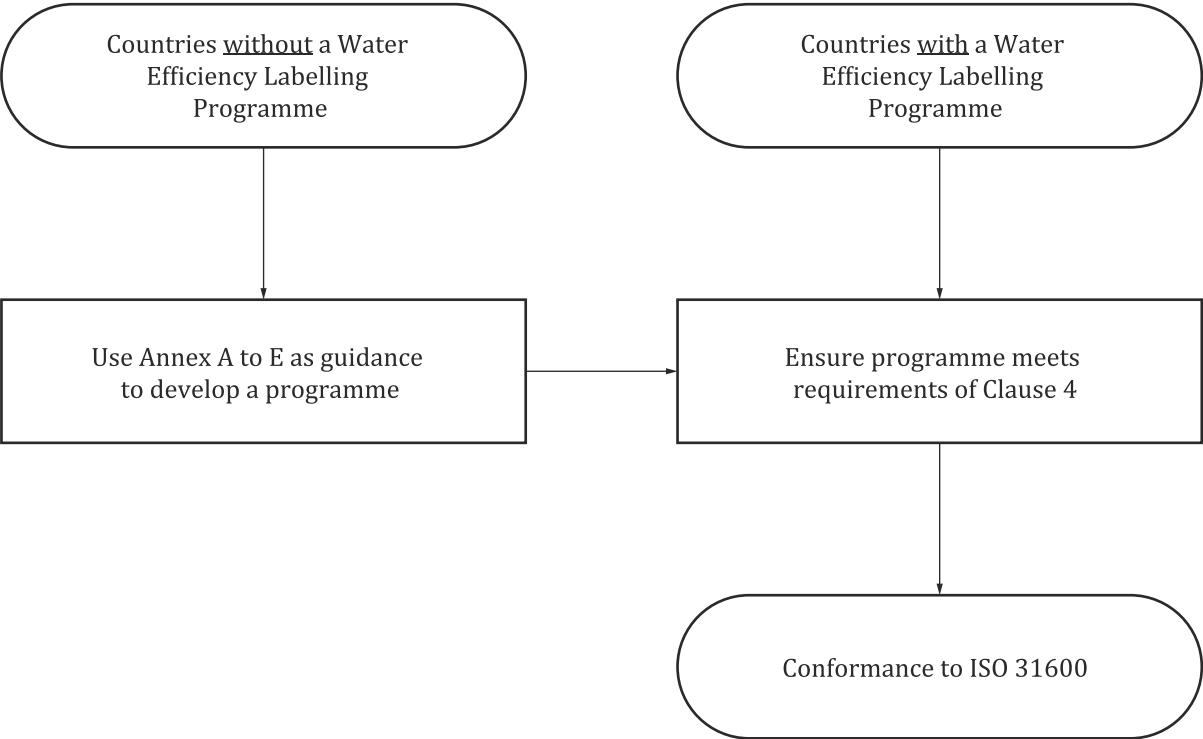 Countries without a Water
Efficiency Labelling
Programme
Countries with a Water
Efficiency Labelling
Programme
Use Annex A to E as guidance
to develop a programme
Ensure programme meets
requirements of Clause 4
Conformance to ISO 31600